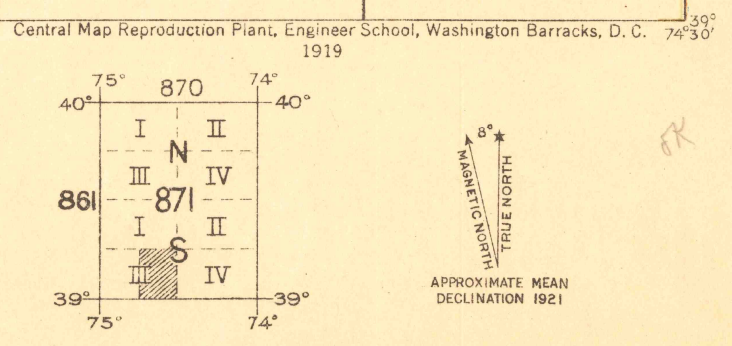 39°
Central Map Reproduction Plant, Engineer School, Washington Barracks, D. C. 74°30'
1919
75° 870 74°
40° 40°
I II
N
III IV
861 871
I II
S
III IV
39° 39°
75° 74°
8°
MAGNETIC NORTH
TRUE NORTH
APPROXIMATE MEAN
DECLINATION 1921